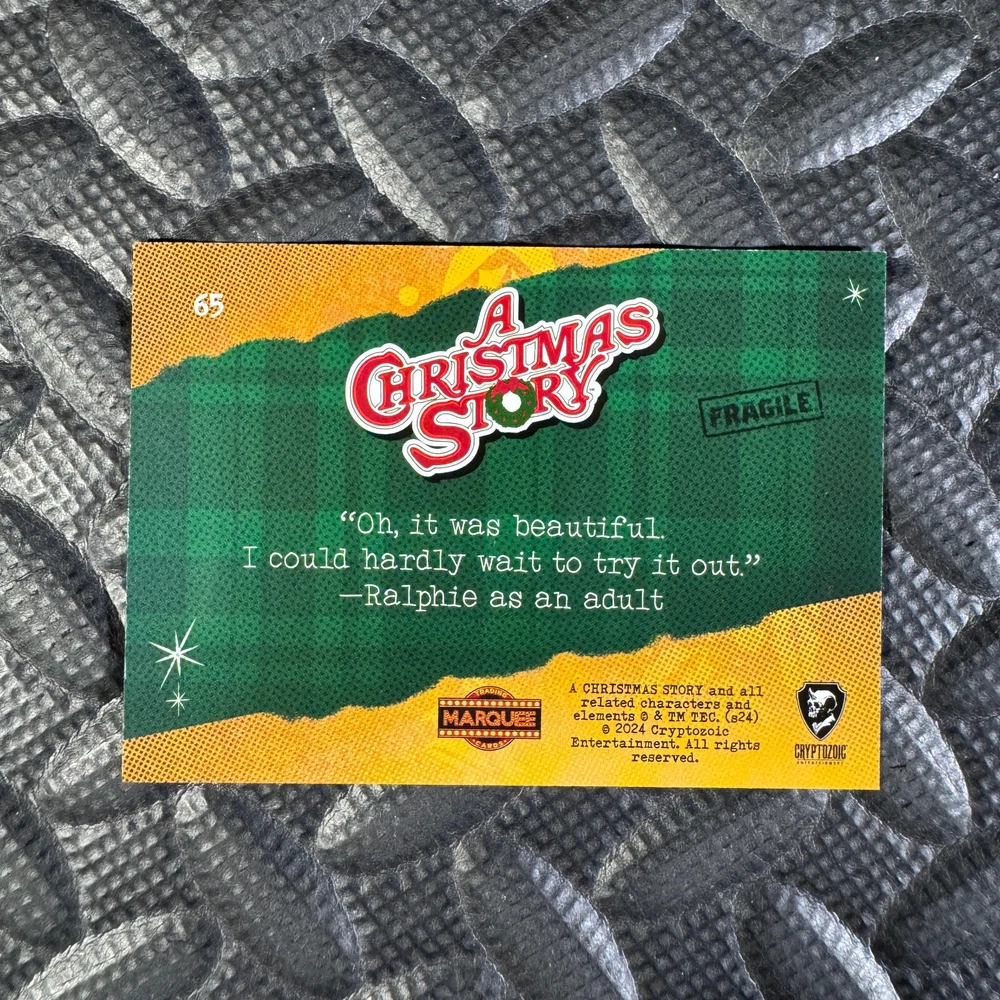 65
A
CHRISTMAS
STORY
FRAGILE
“Oh, it was beautiful.
I could hardly wait to try it out.”
—Ralphie as an adult
TRADING
MARQUEE
CARDS
A CHRISTMAS STORY and all
related characters and
elements © & TM TEC. (s24)
© 2024 Cryptozoic
Entertainment. All rights
reserved.
CRYPTOZOIC
ENTERTAINMENT